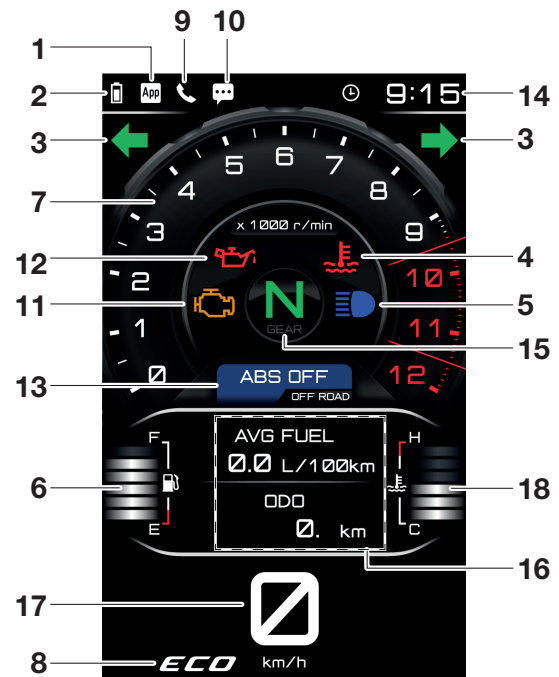 9 10
1
2 App 9:15 14
3 3
7 0 1 2 3 4 5 6 7 8 9 10 11 12
x 1000 r/min
12 4
11 N 5
GEAR
15
13 ABS OFF
OFF ROAD
F AVG FUEL H
6 0.0 L/100km 18
ODO
E 0. km C
16
17 0
8 ECO km/h